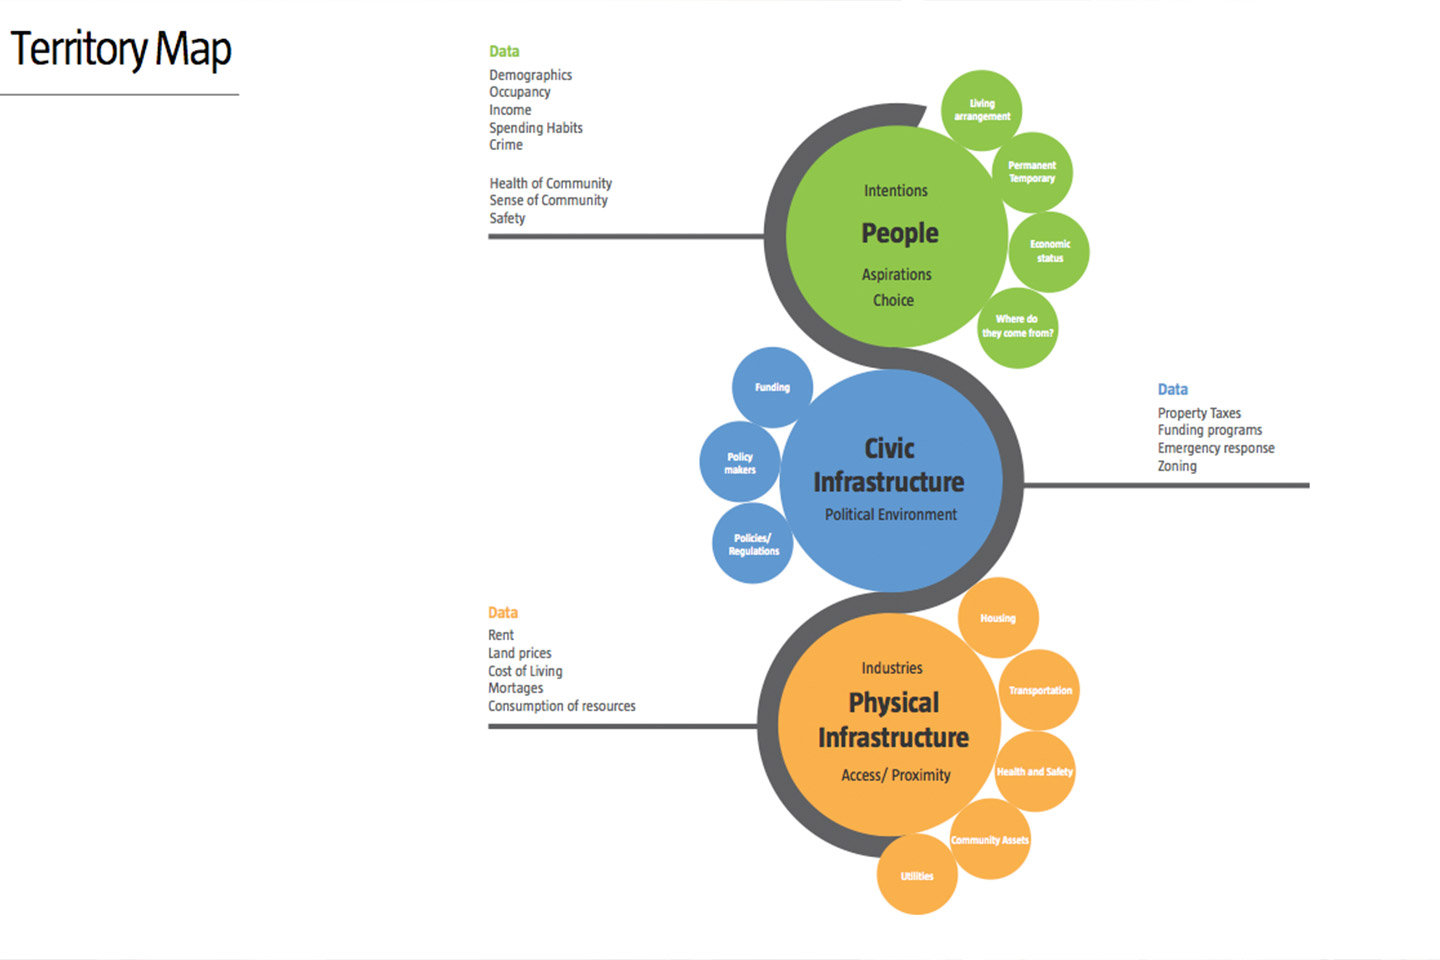 Territory Map
Data
Demographics
Occupancy
Income
Spending Habits
Crime
Health of Community
Sense of Community
Safety
Living
arrangement
Permanent
Temporary
Economic
status
Where do
they come from?
Intentions
People
Aspirations
Choice
Funding
Policy
makers
Policies/
Regulations
Civic
Infrastructure
Political Environment
Data
Property Taxes
Funding programs
Emergency response
Zoning
Data
Rent
Land prices
Cost of Living
Mortages
Consumption of resources
Industries
Physical
Infrastructure
Access/ Proximity
Housing
Transportation
Health and Safety
Community Assets
Utilities